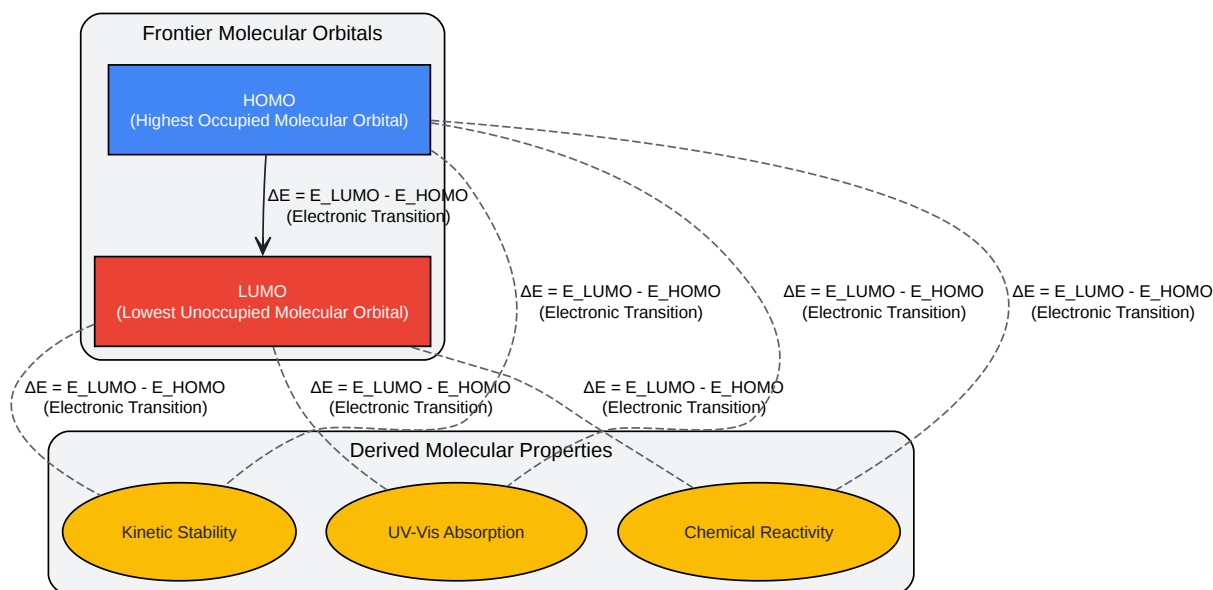 Frontier Molecular Orbitals
HOMO
(Highest Occupied Molecular Orbital)
ΔE = E_LUMO - E_HOMO
(Electronic Transition)
LUMO
(Lowest Unoccupied Molecular Orbital)
ΔE = E_LUMO - E_HOMO
(Electronic Transition)
ΔE = E_LUMO - E_HOMO
(Electronic Transition)
ΔE = E_LUMO - E_HOMO
(Electronic Transition)
ΔE = E_LUMO - E_HOMO
(Electronic Transition)
ΔE = E_LUMO - E_HOMO
(Electronic Transition)
ΔE = E_LUMO - E_HOMO
(Electronic Transition)
Derived Molecular Properties
Kinetic Stability
UV-Vis Absorption
Chemical Reactivity